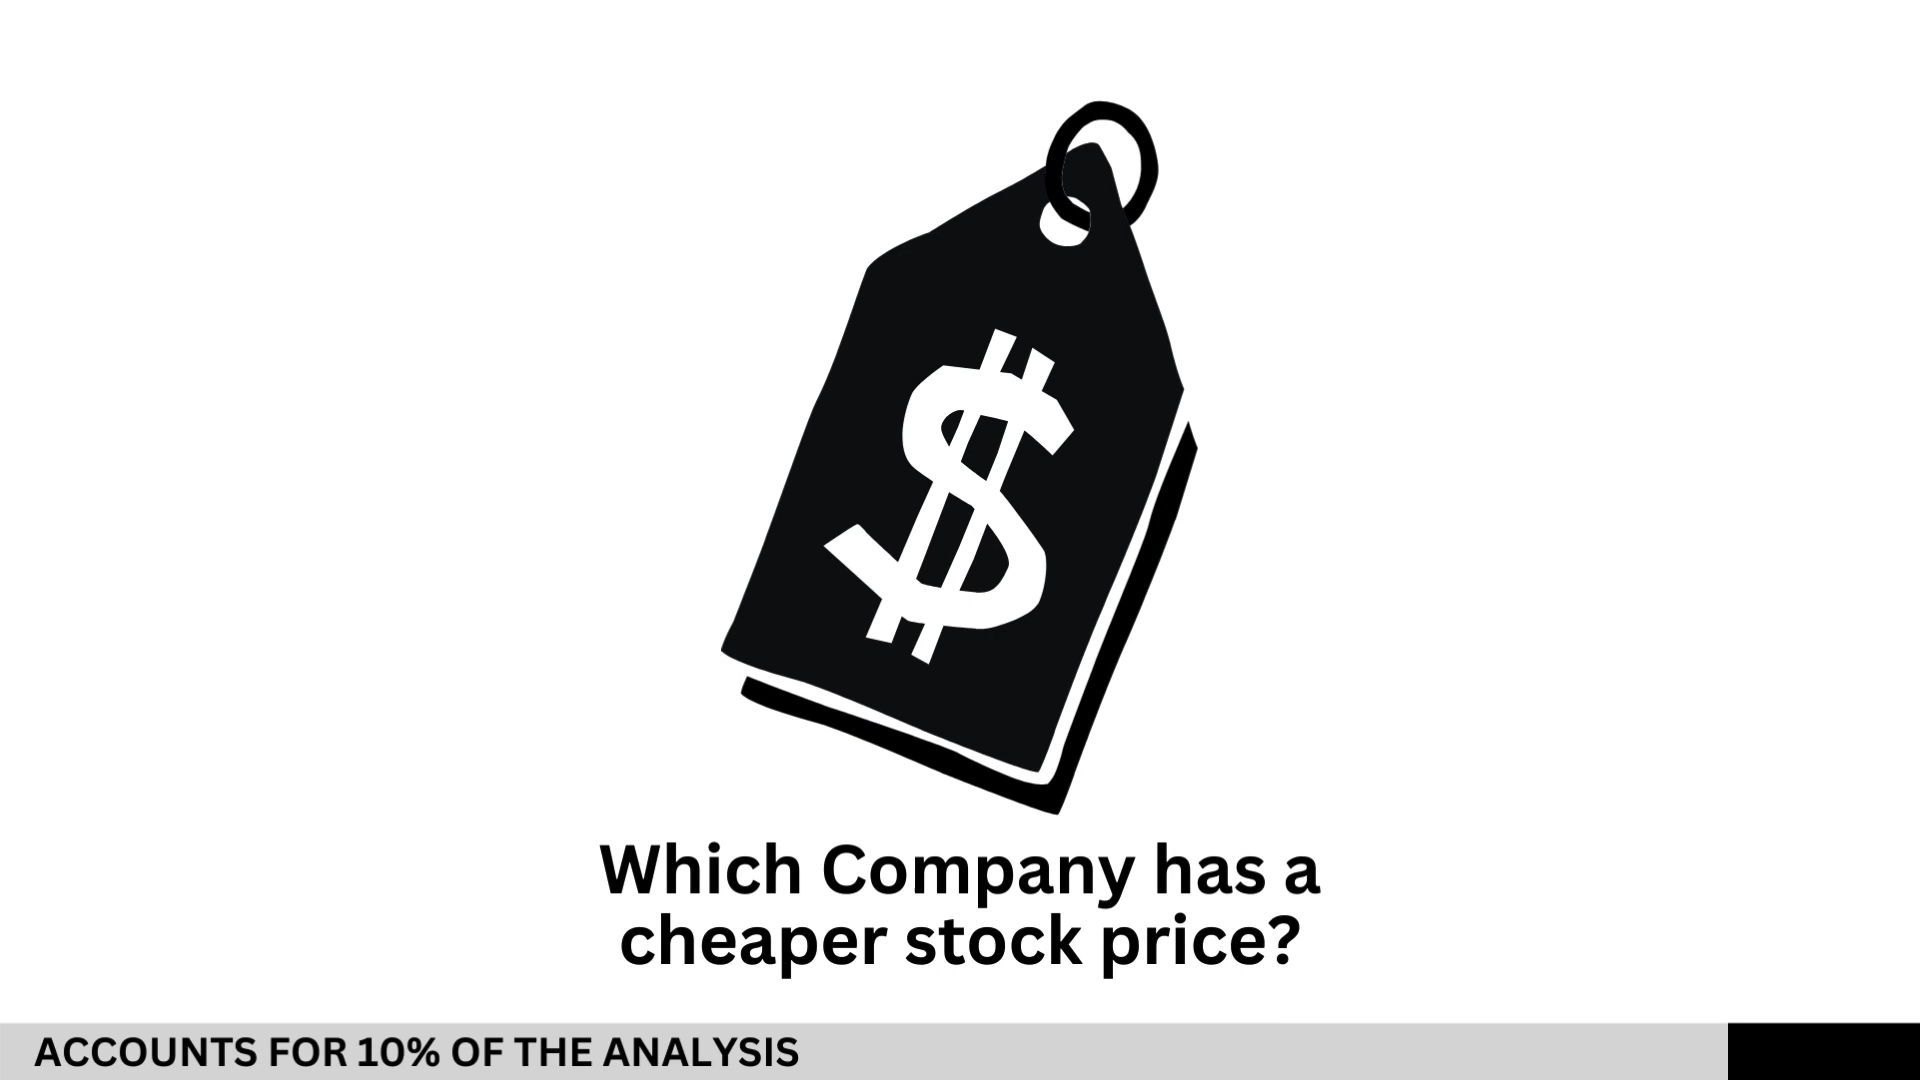 $
Which Company has a
cheaper stock price?
ACCOUNTS FOR 10% OF THE ANALYSIS